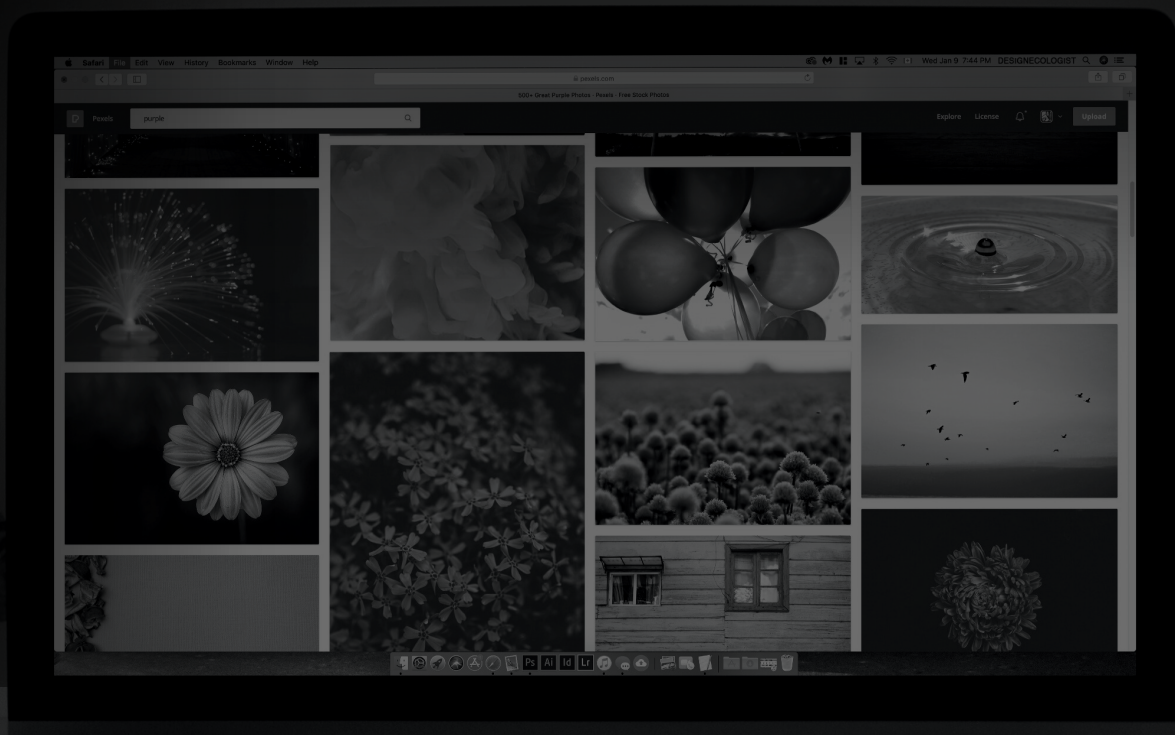 Safari File Edit View History Bookmarks Window Help Wed Jan 9 7:44 PM DESIGNECOLOGIST
pexels.com
500+ Great Purple Photos · Pexels · Free Stock Photos
Pexels purple Explore License Upload
Ps Ai Id Lr